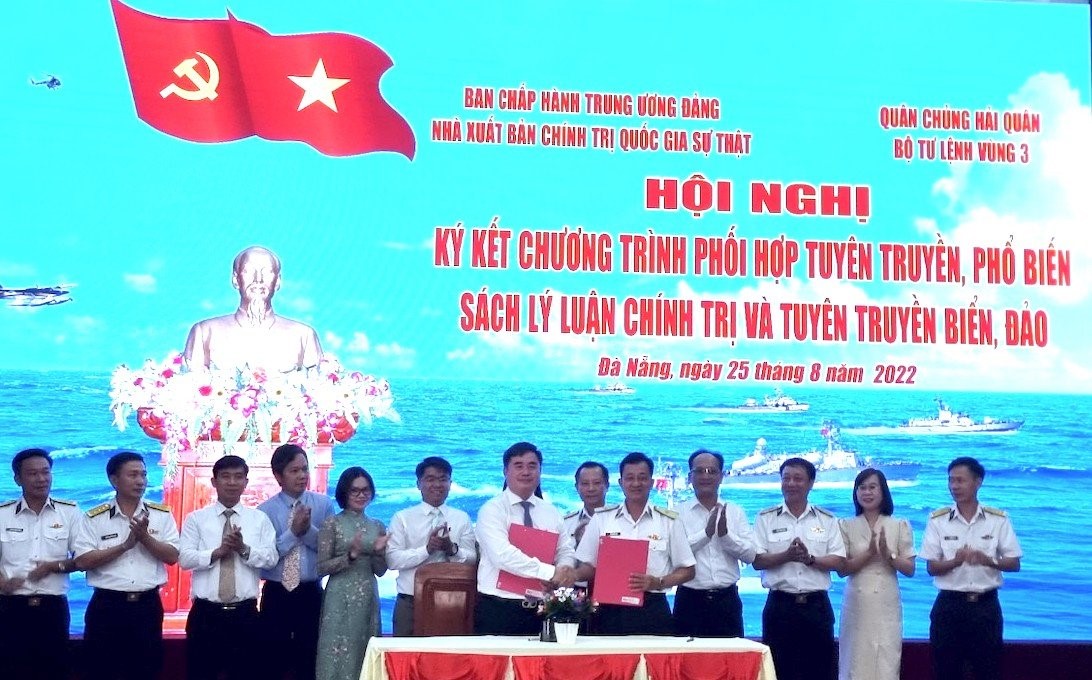 BAN CHẤP HÀNH TRUNG ƯƠNG ĐẢNG
NHÀ XUẤT BẢN CHÍNH TRỊ QUỐC GIA SỰ THẬT
QUÂN CHỦNG HẢI QUÂN
BỘ TƯ LỆNH VÙNG 3
HỘI NGHỊ
KÝ KẾT CHƯƠNG TRÌNH PHỐI HỢP TUYÊN TRUYỀN, PHỔ BIẾN
SÁCH LÝ LUẬN CHÍNH TRỊ VÀ TUYÊN TRUYỀN BIỂN, ĐẢO
Đà Nẵng, ngày 25 tháng 8 năm 2022